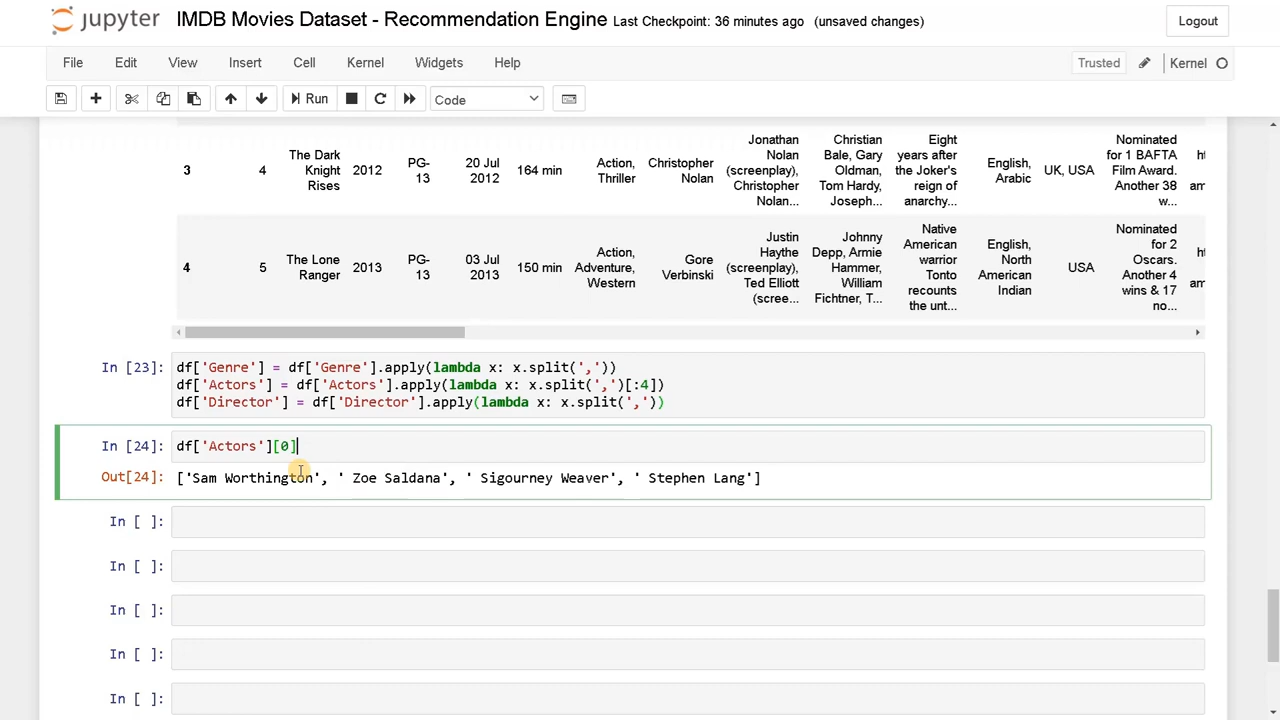 jupyter IMDB Movies Dataset - Recommendation Engine Last Checkpoint: 36 minutes ago (unsaved changes) Logout
File Edit View Insert Cell Kernel Widgets Help Trusted Kernel
Run Code
3 4 The Dark Knight Rises 2012 PG-13 20 Jul 2012 164 min Action, Thriller Christopher Nolan Jonathan Nolan (screenplay), Christopher Nolan... Christian Bale, Gary Oldman, Tom Hardy, Joseph... Eight years after the Joker's reign of anarchy... English, Arabic UK, USA Nominated for 1 BAFTA Film Award. Another 38 w... ht am
4 5 The Lone Ranger 2013 PG-13 03 Jul 2013 150 min Action, Adventure, Western Gore Verbinski Justin Haythe (screenplay), Ted Elliott (scree... Johnny Depp, Armie Hammer, William Fichtner, T... Native American warrior Tonto recounts the unt... English, North American Indian USA Nominated for 2 Oscars. Another 4 wins & 17 no... ht am
In [23]: df['Genre'] = df['Genre'].apply(lambda x: x.split(','))
df['Actors'] = df['Actors'].apply(lambda x: x.split(',')[:4])
df['Director'] = df['Director'].apply(lambda x: x.split(','))
In [24]: df['Actors'][0]
Out[24]: ['Sam Worthington', ' Zoe Saldana', ' Sigourney Weaver', ' Stephen Lang']
In [ ]:
In [ ]:
In [ ]:
In [ ]:
In [ ]: